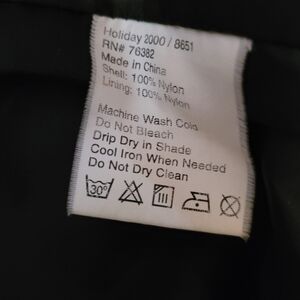 Holiday 2000 / 8651
RN# 76382
Made in China
Shell: 100% Nylon
Lining: 100% Nylon
Machine Wash Cold
Do Not Bleach
Drip Dry in Shade
Cool Iron When Needed
Do Not Dry Clean
30°